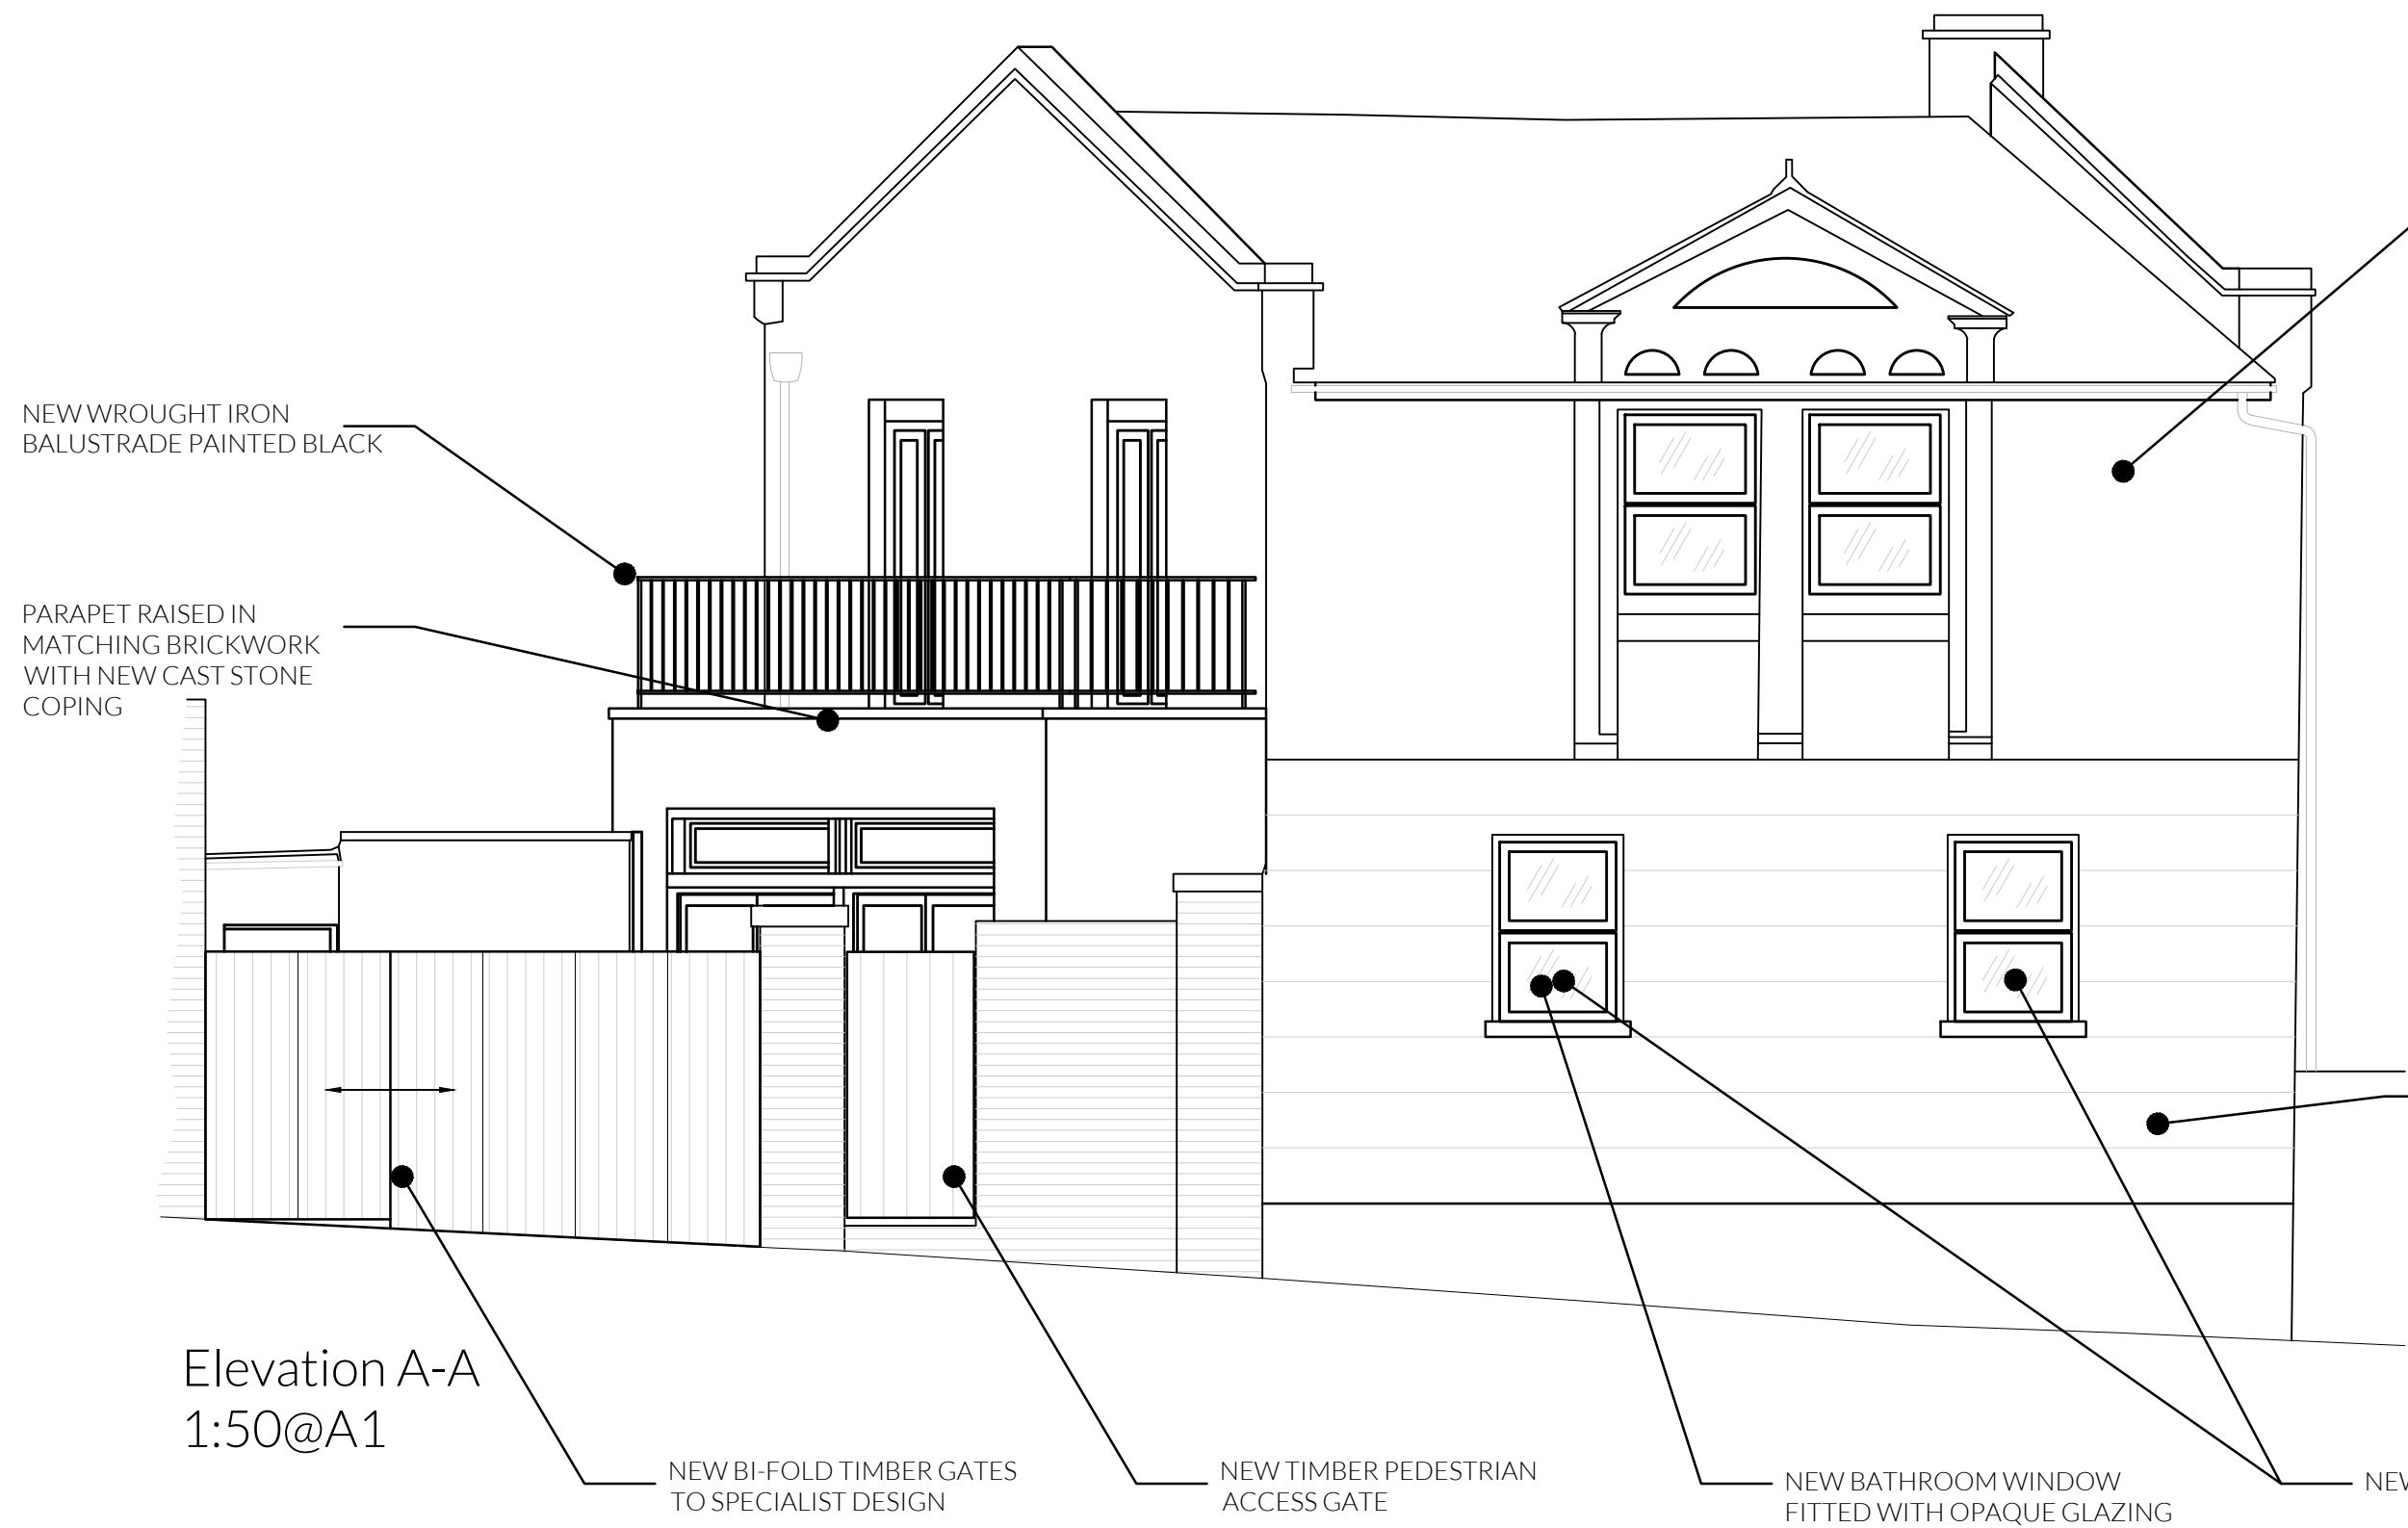 NEW WROUGHT IRON
BALUSTRADE PAINTED BLACK
PARAPET RAISED IN
MATCHING BRICKWORK
WITH NEW CAST STONE
COPING
Elevation A-A
1:50@A1
NEW BI-FOLD TIMBER GATES
TO SPECIALIST DESIGN
NEW TIMBER PEDESTRIAN
ACCESS GATE
NEW BATHROOM WINDOW
FITTED WITH OPAQUE GLAZING